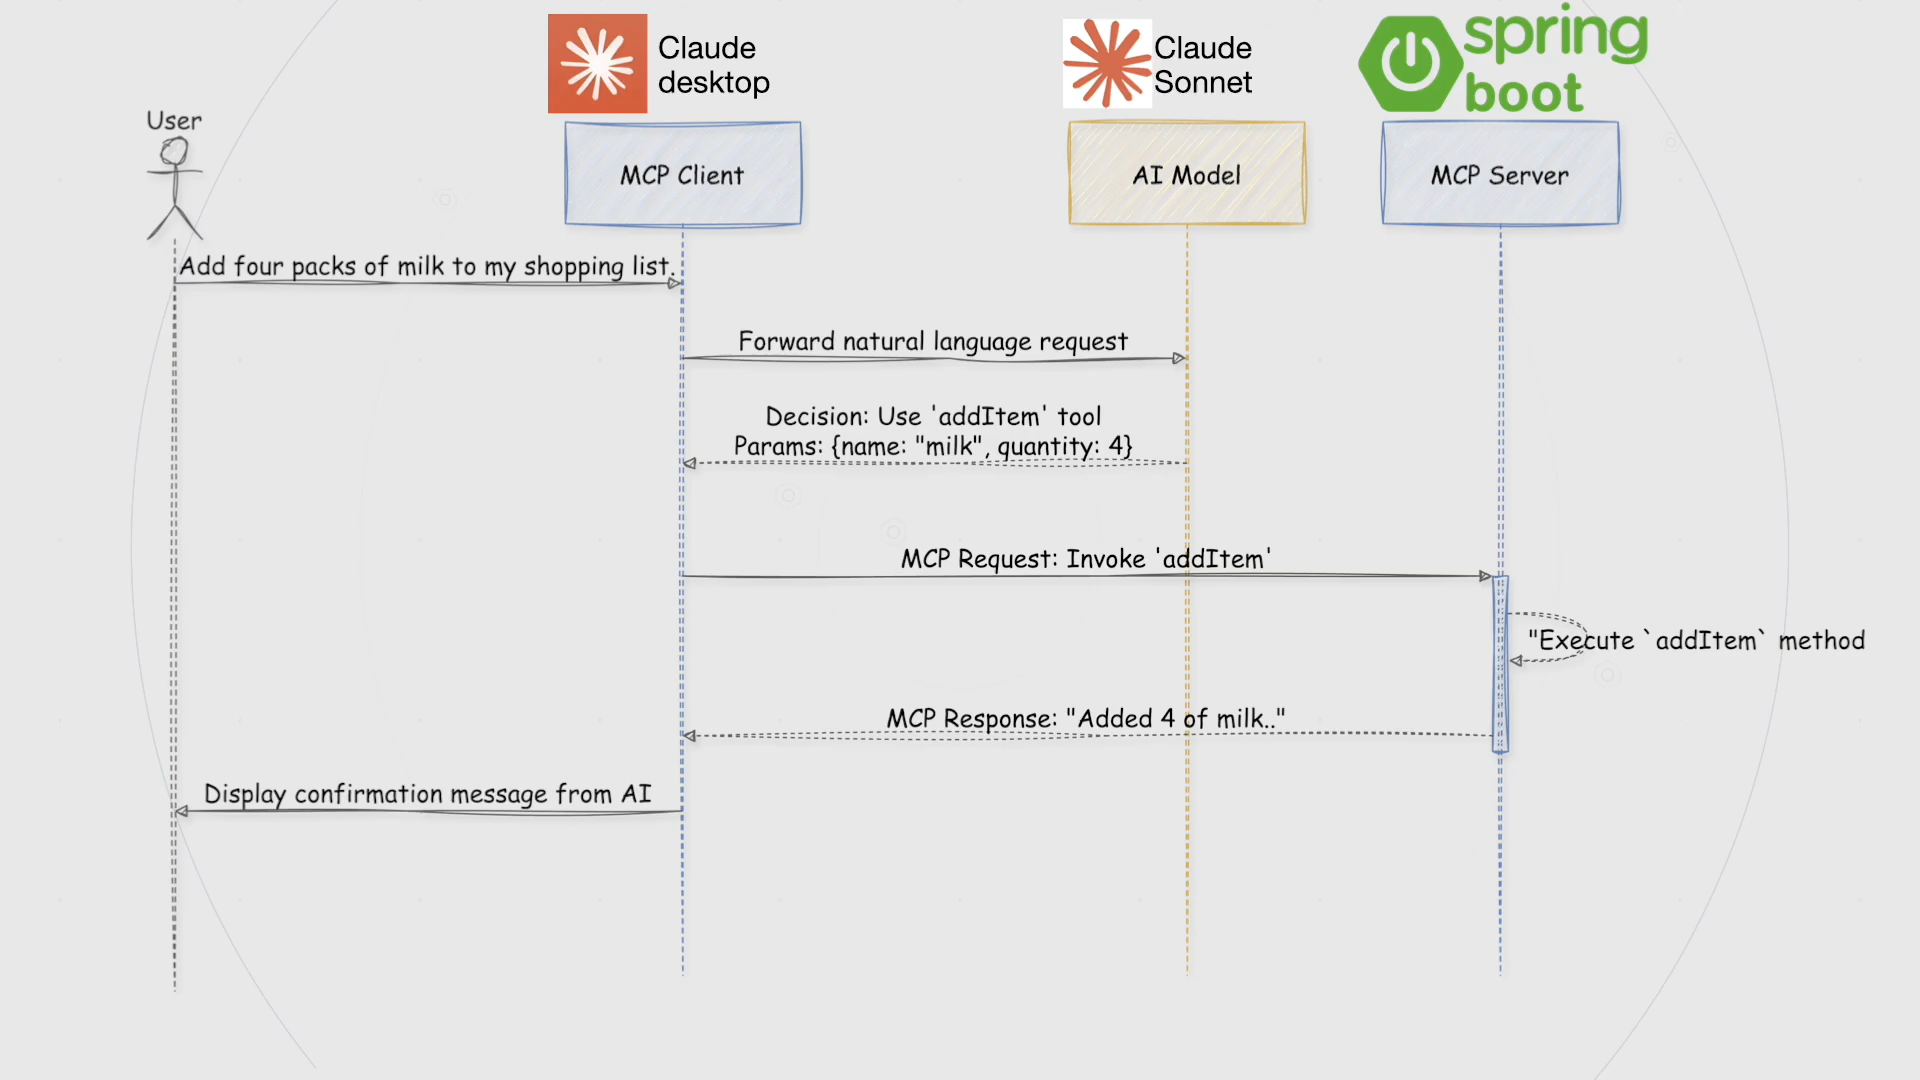 Claude
desktop
Claude
Sonnet
spring
boot
User
MCP Client
AI Model
MCP Server
Add four packs of milk to my shopping list.
Forward natural language request
Decision: Use 'addItem' tool
Params: {name: "milk", quantity: 4}
MCP Request: Invoke 'addItem'
"Execute `addItem` method
MCP Response: "Added 4 of milk.."
Display confirmation message from AI